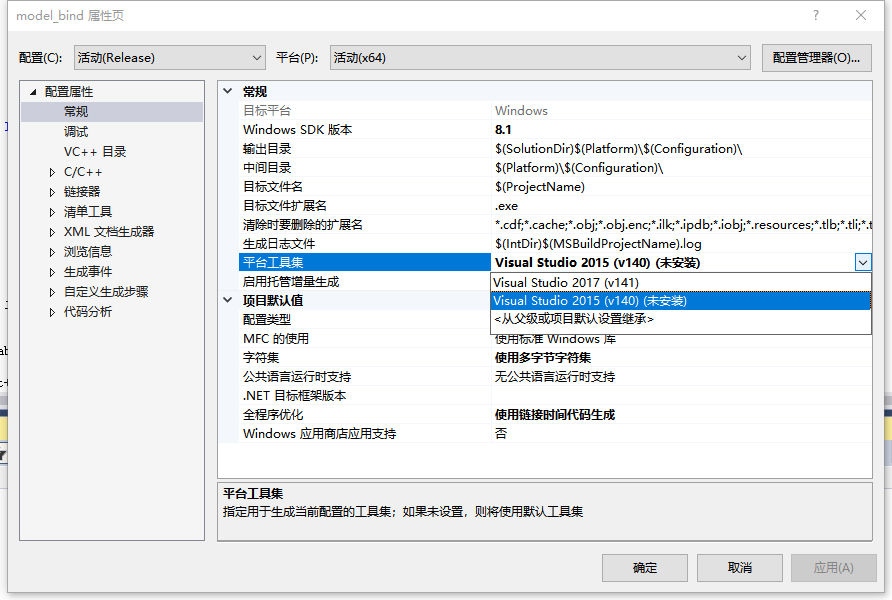 model_bind 属性页
配置(C): 活动(Release) 平台(P): 活动(x64) 配置管理器(O)...
配置属性
常规
调试
VC++ 目录
C/C++
链接器
清单工具
XML 文档生成器
浏览信息
生成事件
自定义生成步骤
代码分析
常规
目标平台 Windows
Windows SDK 版本 8.1
输出目录 $(SolutionDir)$(Platform)\$(Configuration)\
中间目录 $(Platform)\$(Configuration)\
目标文件名 $(ProjectName)
目标文件扩展名 .exe
清除时要删除的扩展名 *.cdf;*.cache;*.obj;*.obj.enc;*.ilk;*.ipdb;*.iobj;*.resources;*.tlb;*.tli;*.t
生成日志文件 $(IntDir)$(MSBuildProjectName).log
平台工具集 Visual Studio 2015 (v140) (未安装)
启用托管增量生成
Visual Studio 2017 (v141)
Visual Studio 2015 (v140) (未安装)
<从父级或项目默认设置继承>
项目默认值
配置类型
MFC 的使用 使用标准 Windows 库
字符集 使用多字节字符集
公共语言运行时支持 无公共语言运行时支持
.NET 目标框架版本
全程序优化 使用链接时间代码生成
Windows 应用商店应用支持 否
平台工具集
指定用于生成当前配置的工具集；如果未设置，则将使用默认工具集
确定 取消 应用(A)